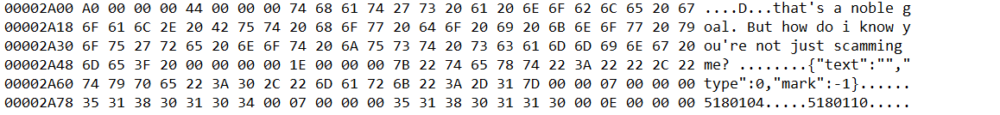 00002A00 A0 00 00 00 44 00 00 00 74 68 61 74 27 73 20 61 20 6E 6F 62 6C 65 20 67 ....D...that's a noble g
00002A18 6F 61 6C 2E 20 42 75 74 20 68 6F 77 20 64 6F 20 69 20 6B 6E 6F 77 20 79 oal. But how do i know y
00002A30 6F 75 27 72 65 20 6E 6F 74 20 6A 75 73 74 20 73 63 61 6D 6D 69 6E 67 20 ou're not just scamming
00002A48 6D 65 3F 20 00 00 00 00 1E 00 00 00 7B 22 74 65 78 74 22 3A 22 22 2C 22 me? ........{"text":"","
00002A60 74 79 70 65 22 3A 30 2C 22 6D 61 72 6B 22 3A 2D 31 7D 00 00 07 00 00 00 type":0,"mark":-1}......
00002A78 35 31 38 30 31 30 34 00 07 00 00 00 35 31 38 30 31 31 30 00 0E 00 00 00 5180104.....5180110.....